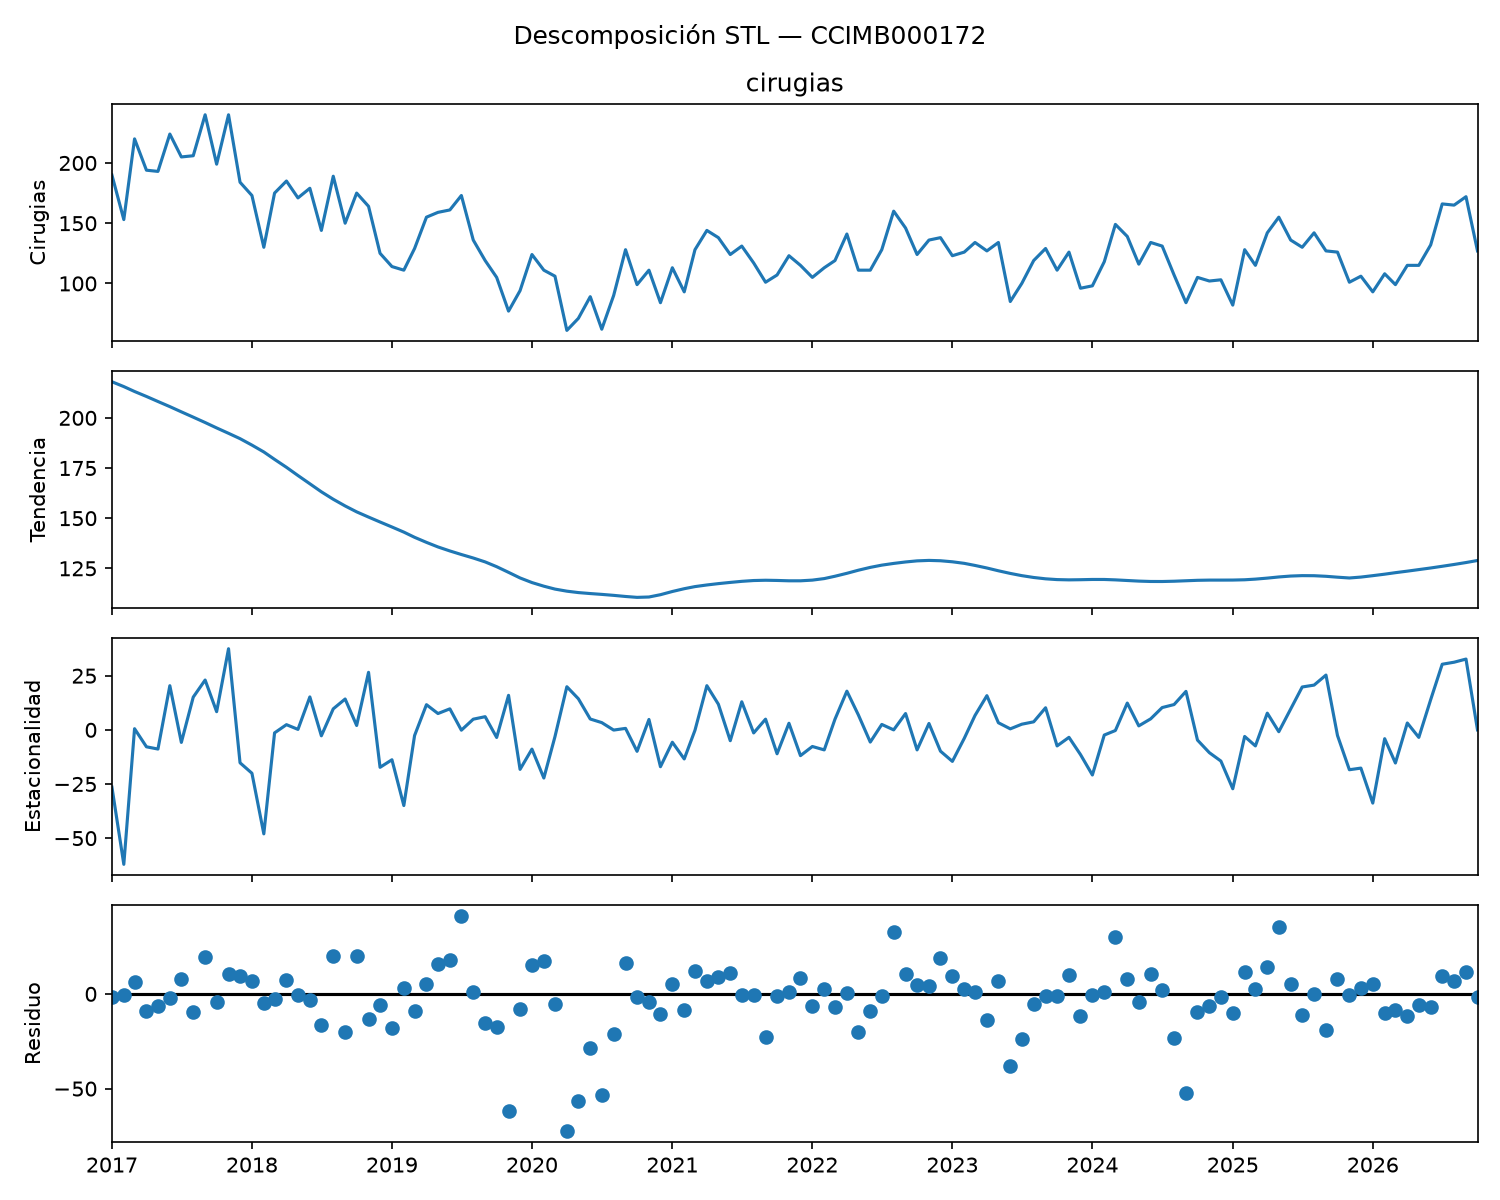 Descomposición STL — CCIMB000172
cirugias
Cirugias
200
150
100
Tendencia
200
175
150
125
Estacionalidad
25
0
−25
−50
Residuo
0
−50
2017 2018 2019 2020 2021 2022 2023 2024 2025 2026